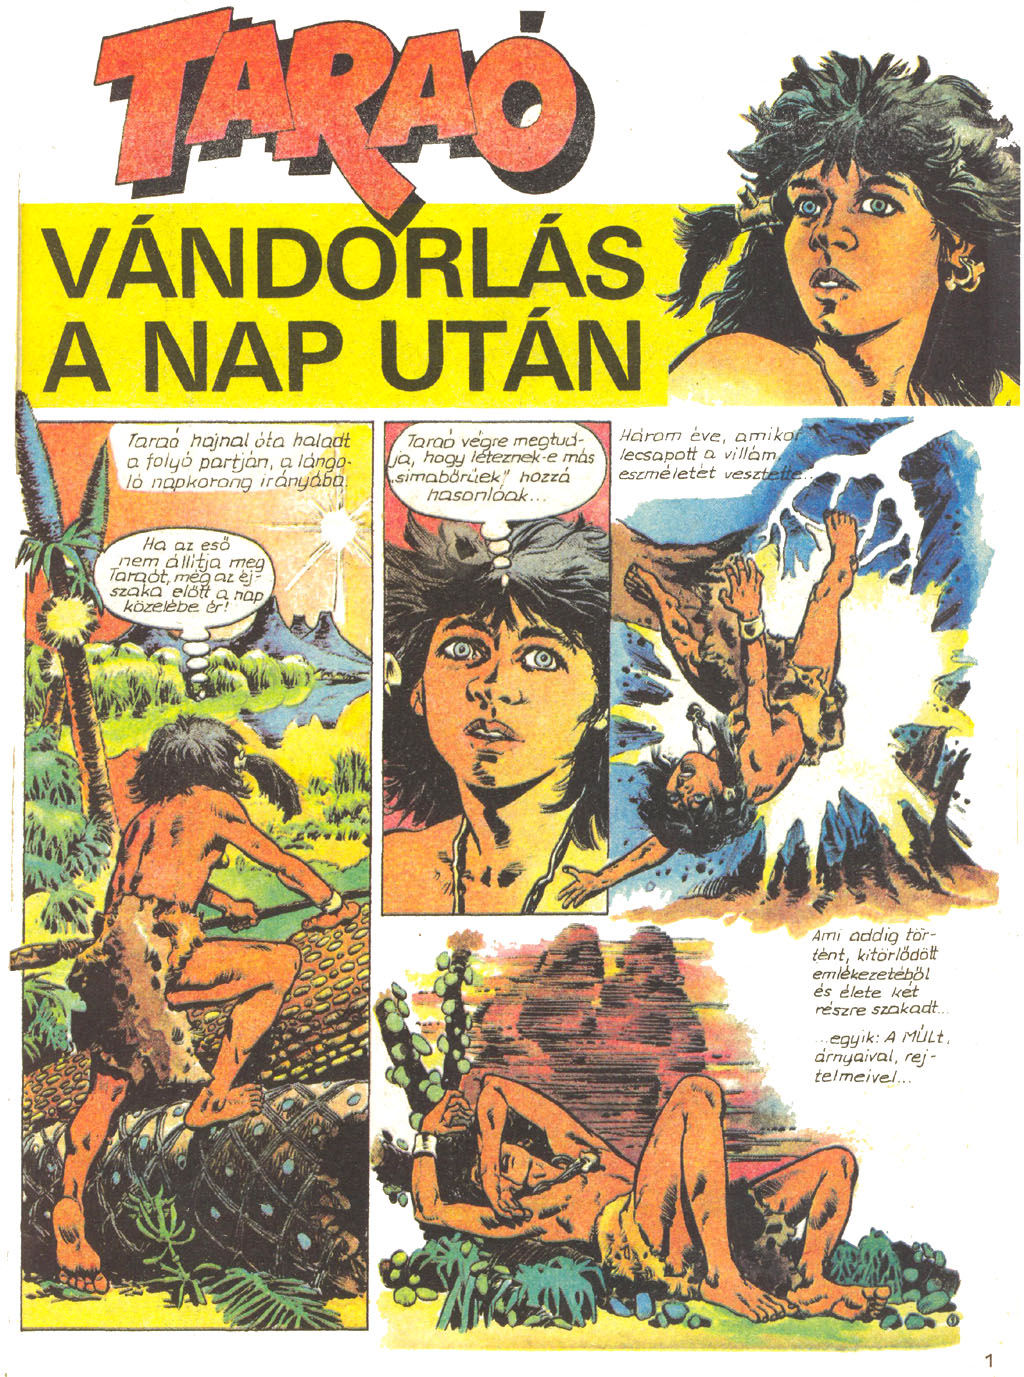 TARAÓ
VÁNDORLÁS
A NAP UTÁN
Taraó hajnal óta haladt
a folyó partján, a lángo-
ló napkorong irányába.
Ha az eső
nem állítja meg
Taraót, még az éj-
szaka előtt a nap
közelébe ér!
Taraó végre megtud-
ja, hogy léteznek-e más
„simabőrűek” hozzá
hasonlóak...
Három éve, amikor
lecsapott a villám,
eszméletét vesztette...
Ami addig tör-
tént, kitörlődött
emlékezetéből
és élete két
részre szakadt...
...egyik: A MÚLt,
árnyaival, rej-
telmeivel...
1
1